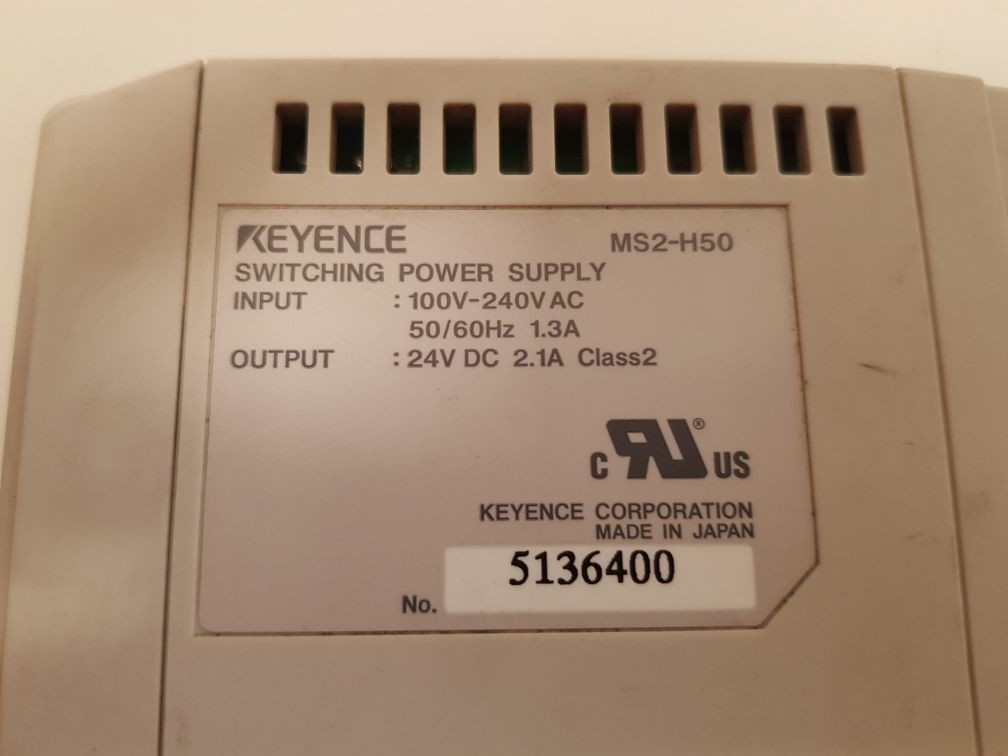 KEYENCE MS2-H50
SWITCHING POWER SUPPLY
INPUT : 100V-240V AC
50/60Hz 1.3A
OUTPUT : 24V DC 2.1A Class2
c RU ® US
KEYENCE CORPORATION
MADE IN JAPAN
5136400
No.